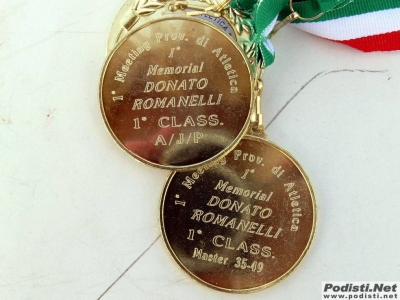 1° Meeting Prov. di Atletica
1°
Memorial
DONATO
ROMANELLI
1° CLASS.
A/J/P
1° Meeting Prov. di Atletica
1°
Memorial
DONATO
ROMANELLI
1° CLASS.
Master 35-49
Podisti.Net
www.podisti.net